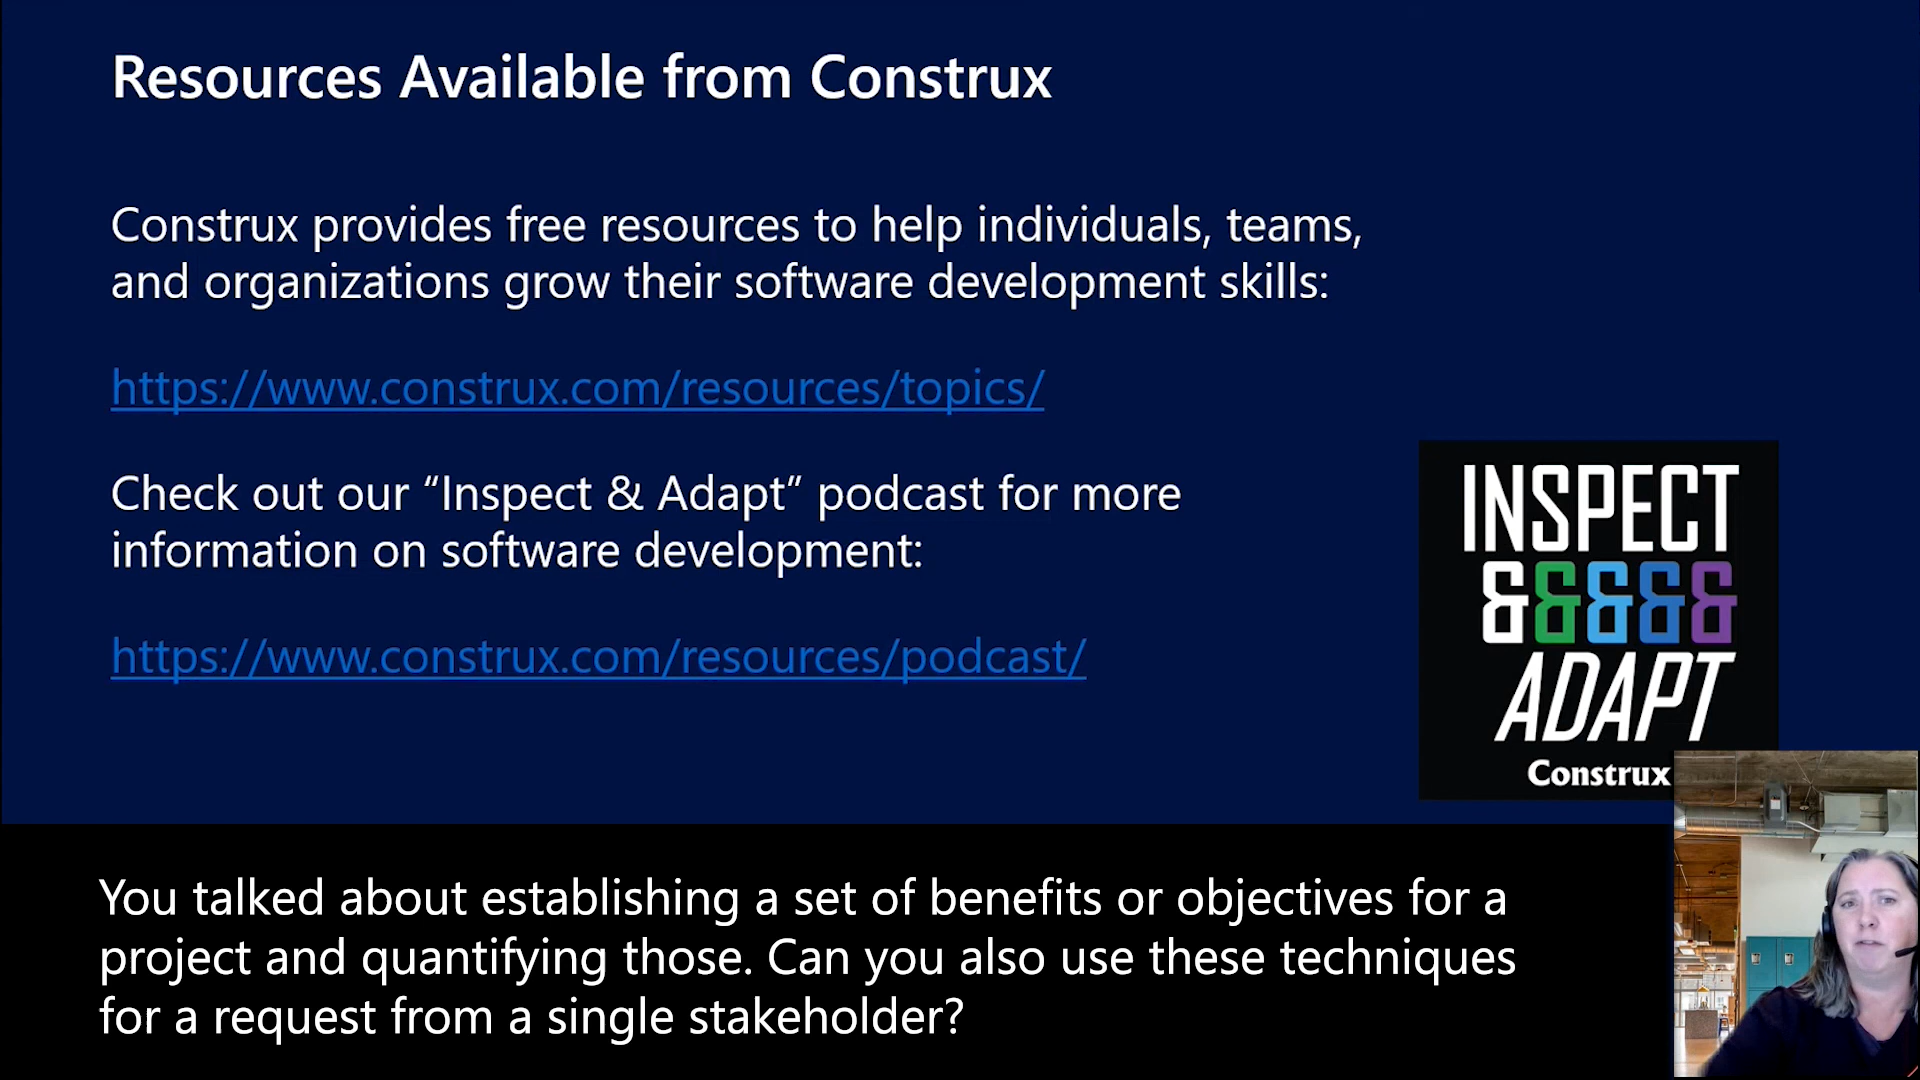 Resources Available from Construx
Construx provides free resources to help individuals, teams,
and organizations grow their software development skills:
https://www.construx.com/resources/topics/
Check out our “Inspect & Adapt” podcast for more
information on software development:
https://www.construx.com/resources/podcast/
INSPECT
&&&&&
ADAPT
Construx
You talked about establishing a set of benefits or objectives for a
project and quantifying those. Can you also use these techniques
for a request from a single stakeholder?